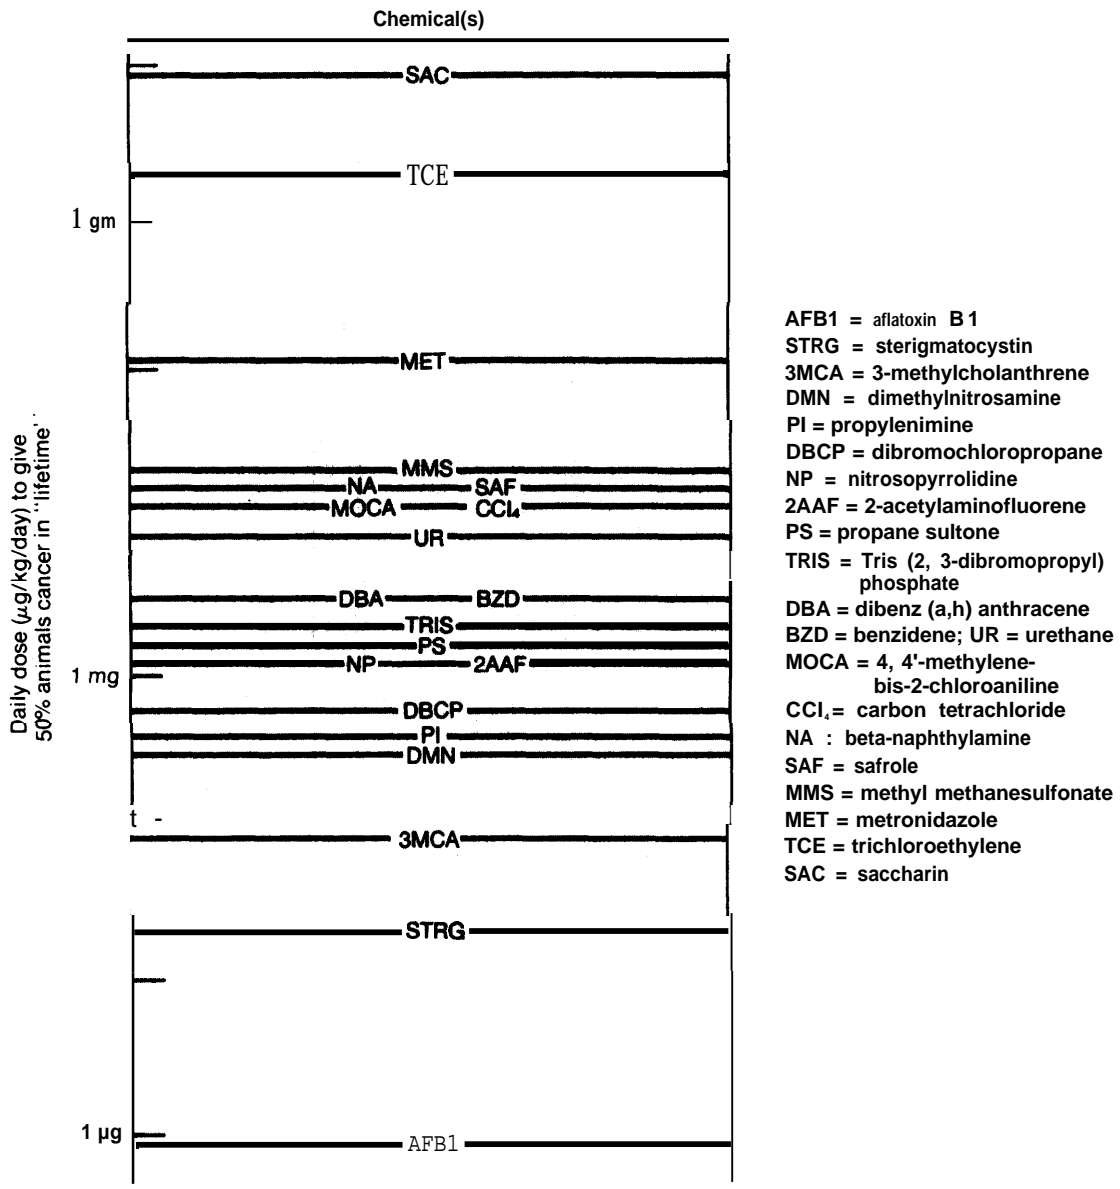 Chemical(s)
SAC
TCE
1 gm
MET
MMS
NA SAF
MOCA CCl₄
UR
DBA BZD
TRIS
PS
NP 2AAF
1 mg
DBCP
PI
DMN
t -
3MCA
STRG
1 µg
AFB1
Daily dose (µg/kg/day) to give
50% animals cancer in "lifetime"
AFB1 = aflatoxin B1
STRG = sterigmatocystin
3MCA = 3-methylcholanthrene
DMN = dimethylnitrosamine
PI = propylenimine
DBCP = dibromochloropropane
NP = nitrosopyrrolidine
2AAF = 2-acetylaminofluorene
PS = propane sultone
TRIS = Tris (2, 3-dibromopropyl)
phosphate
DBA = dibenz (a,h) anthracene
BZD = benzidene; UR = urethane
MOCA = 4, 4'-methylene-
bis-2-chloroaniline
CCl₄ = carbon tetrachloride
NA : beta-naphthylamine
SAF = safrole
MMS = methyl methanesulfonate
MET = metronidazole
TCE = trichloroethylene
SAC = saccharin